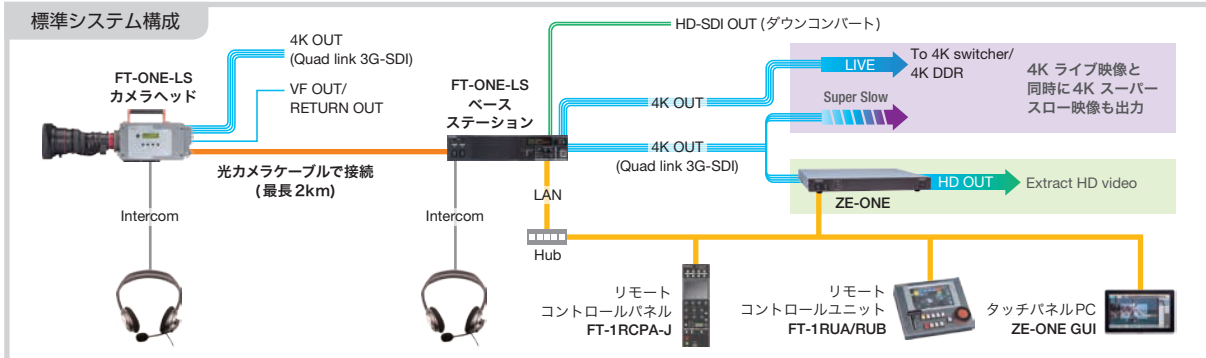 標準システム構成
FT-ONE-LS
カメラヘッド
4K OUT
(Quad link 3G-SDI)
VF OUT/
RETURN OUT
光カメラケーブルで接続
(最長2km)
Intercom
FT-ONE-LS
ベース
ステーション
Intercom
HD-SDI OUT (ダウンコンバート)
4K OUT
4K OUT
(Quad link 3G-SDI)
LIVE
To 4K switcher/
4K DDR
Super Slow
4K ライブ映像と
同時に4K スーパー
スロー映像も出力
HD OUT
Extract HD video
ZE-ONE
LAN
Hub
リモート
コントロールパネル
FT-1RCPA-J
リモート
コントロールユニット
FT-1RUA/RUB
タッチパネルPC
ZE-ONE GUI